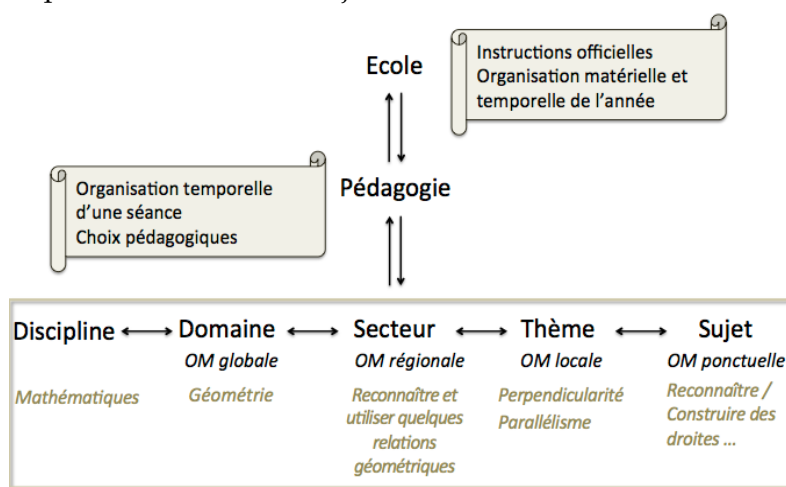 Ecole
Instructions officielles
Organisation matérielle et
temporelle de l'année
Organisation temporelle
d'une séance
Choix pédagogiques
Pédagogie
Discipline Domaine Secteur Thème Sujet
OM globale OM régionale OM locale OM ponctuelle
Mathématiques Géométrie Reconnaître et Perpendicularité Reconnaître /
utiliser quelques Parallélisme Construire des
relations droites ...
géométriques